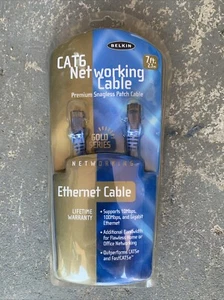 BELKIN
CAT6
Networking
Cable
7ft.
Premium Snagless Patch Cable
GOLD
SERIES
NETWORKING
Ethernet Cable
LIFETIME
WARRANTY
• Supports 10Mbps,
100Mbps, and Gigabit
Ethernet
• Additional Bandwidth
for Flawless Home or
Office Networking
• Outperforms CAT5e
and FastCAT5e